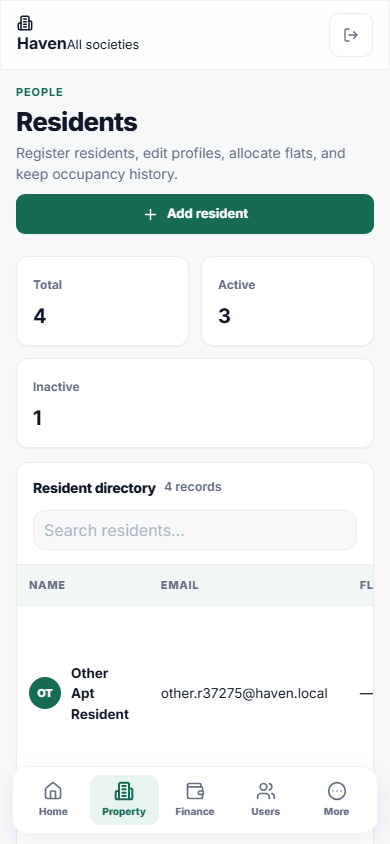 HavenAll societies
PEOPLE
Residents
Register residents, edit profiles, allocate flats, and
keep occupancy history.
Add resident
Total
4
Active
3
Inactive
1
Resident directory 4 records
Search residents...
NAME EMAIL FL
OT
Other
Apt
Resident
other.r37275@haven.local —
Home Property Finance Users More